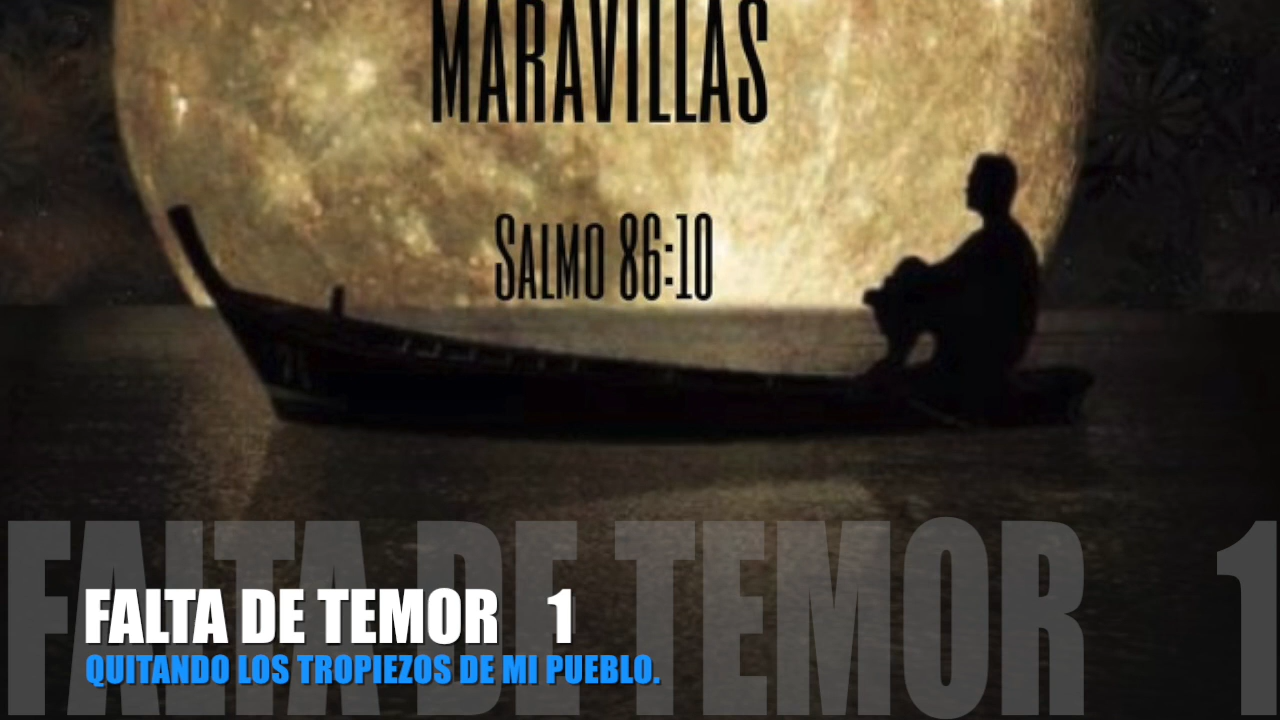 MARAVILLAS
SALMO 86:10
FALTA DE TEMOR 1
FALTA DE TEMOR 1
QUITANDO LOS TROPIEZOS DE MI PUEBLO.